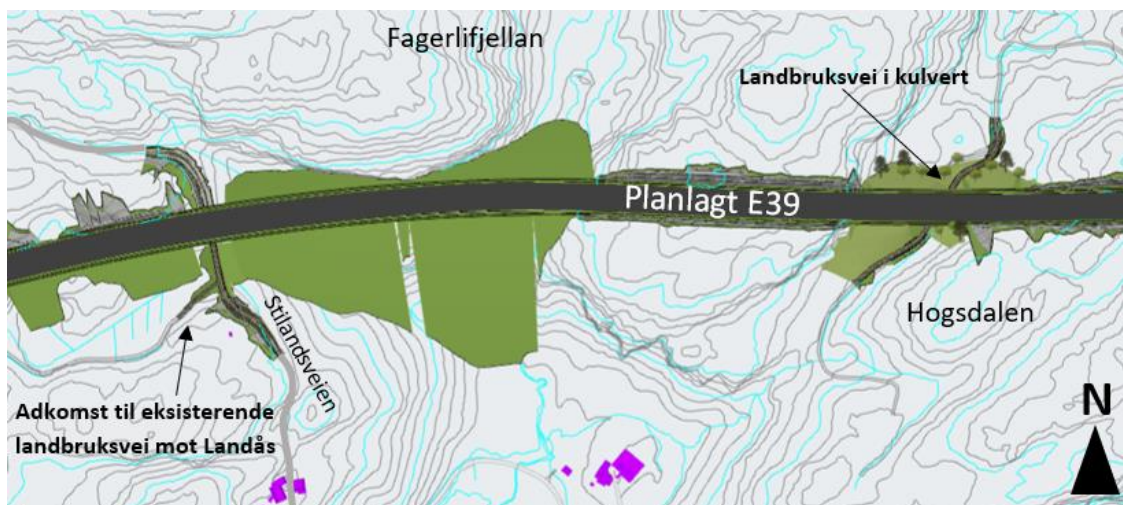 Fagerlifjellan
Landbruksvei i kulvert
Planlagt E39
Stilandsveien
Hogsdalen
Adkomst til eksisterende
landbruksvei mot Landås
N